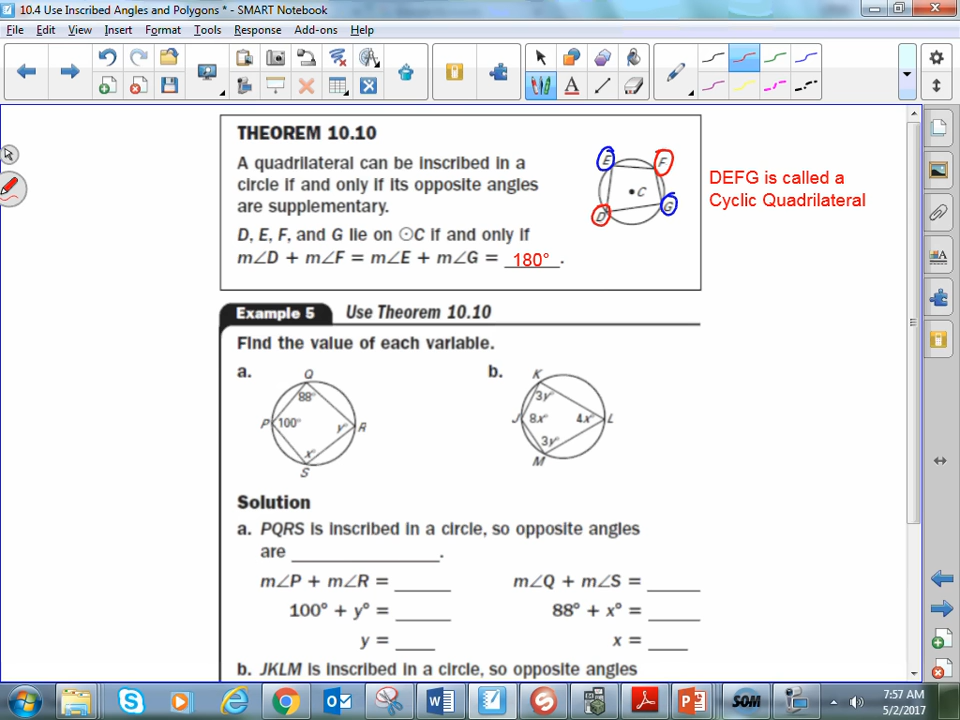 10.4 Use Inscribed Angles and Polygons * - SMART Notebook
File Edit View Insert Format Tools Response Add-ons Help
THEOREM 10.10
A quadrilateral can be inscribed in a
circle if and only if its opposite angles
are supplementary.
D, E, F, and G lie on ⊙C if and only if
m∠D + m∠F = m∠E + m∠G = 180°.
E
F
C
D
G
DEFG is called a
Cyclic Quadrilateral
Example 5 Use Theorem 10.10
Find the value of each variable.
a.
Q
88°
P 100° y° R
x°
S
b.
K
3y°
J 8x° 4x° L
3y°
M
Solution
a. PQRS is inscribed in a circle, so opposite angles
are ________________.
m∠P + m∠R = ______ m∠Q + m∠S = ______
100° + y° = ______ 88° + x° = ______
y = ____ x = ____
b. JKLM is inscribed in a circle, so opposite angles
7:57 AM
5/2/2017
SOM